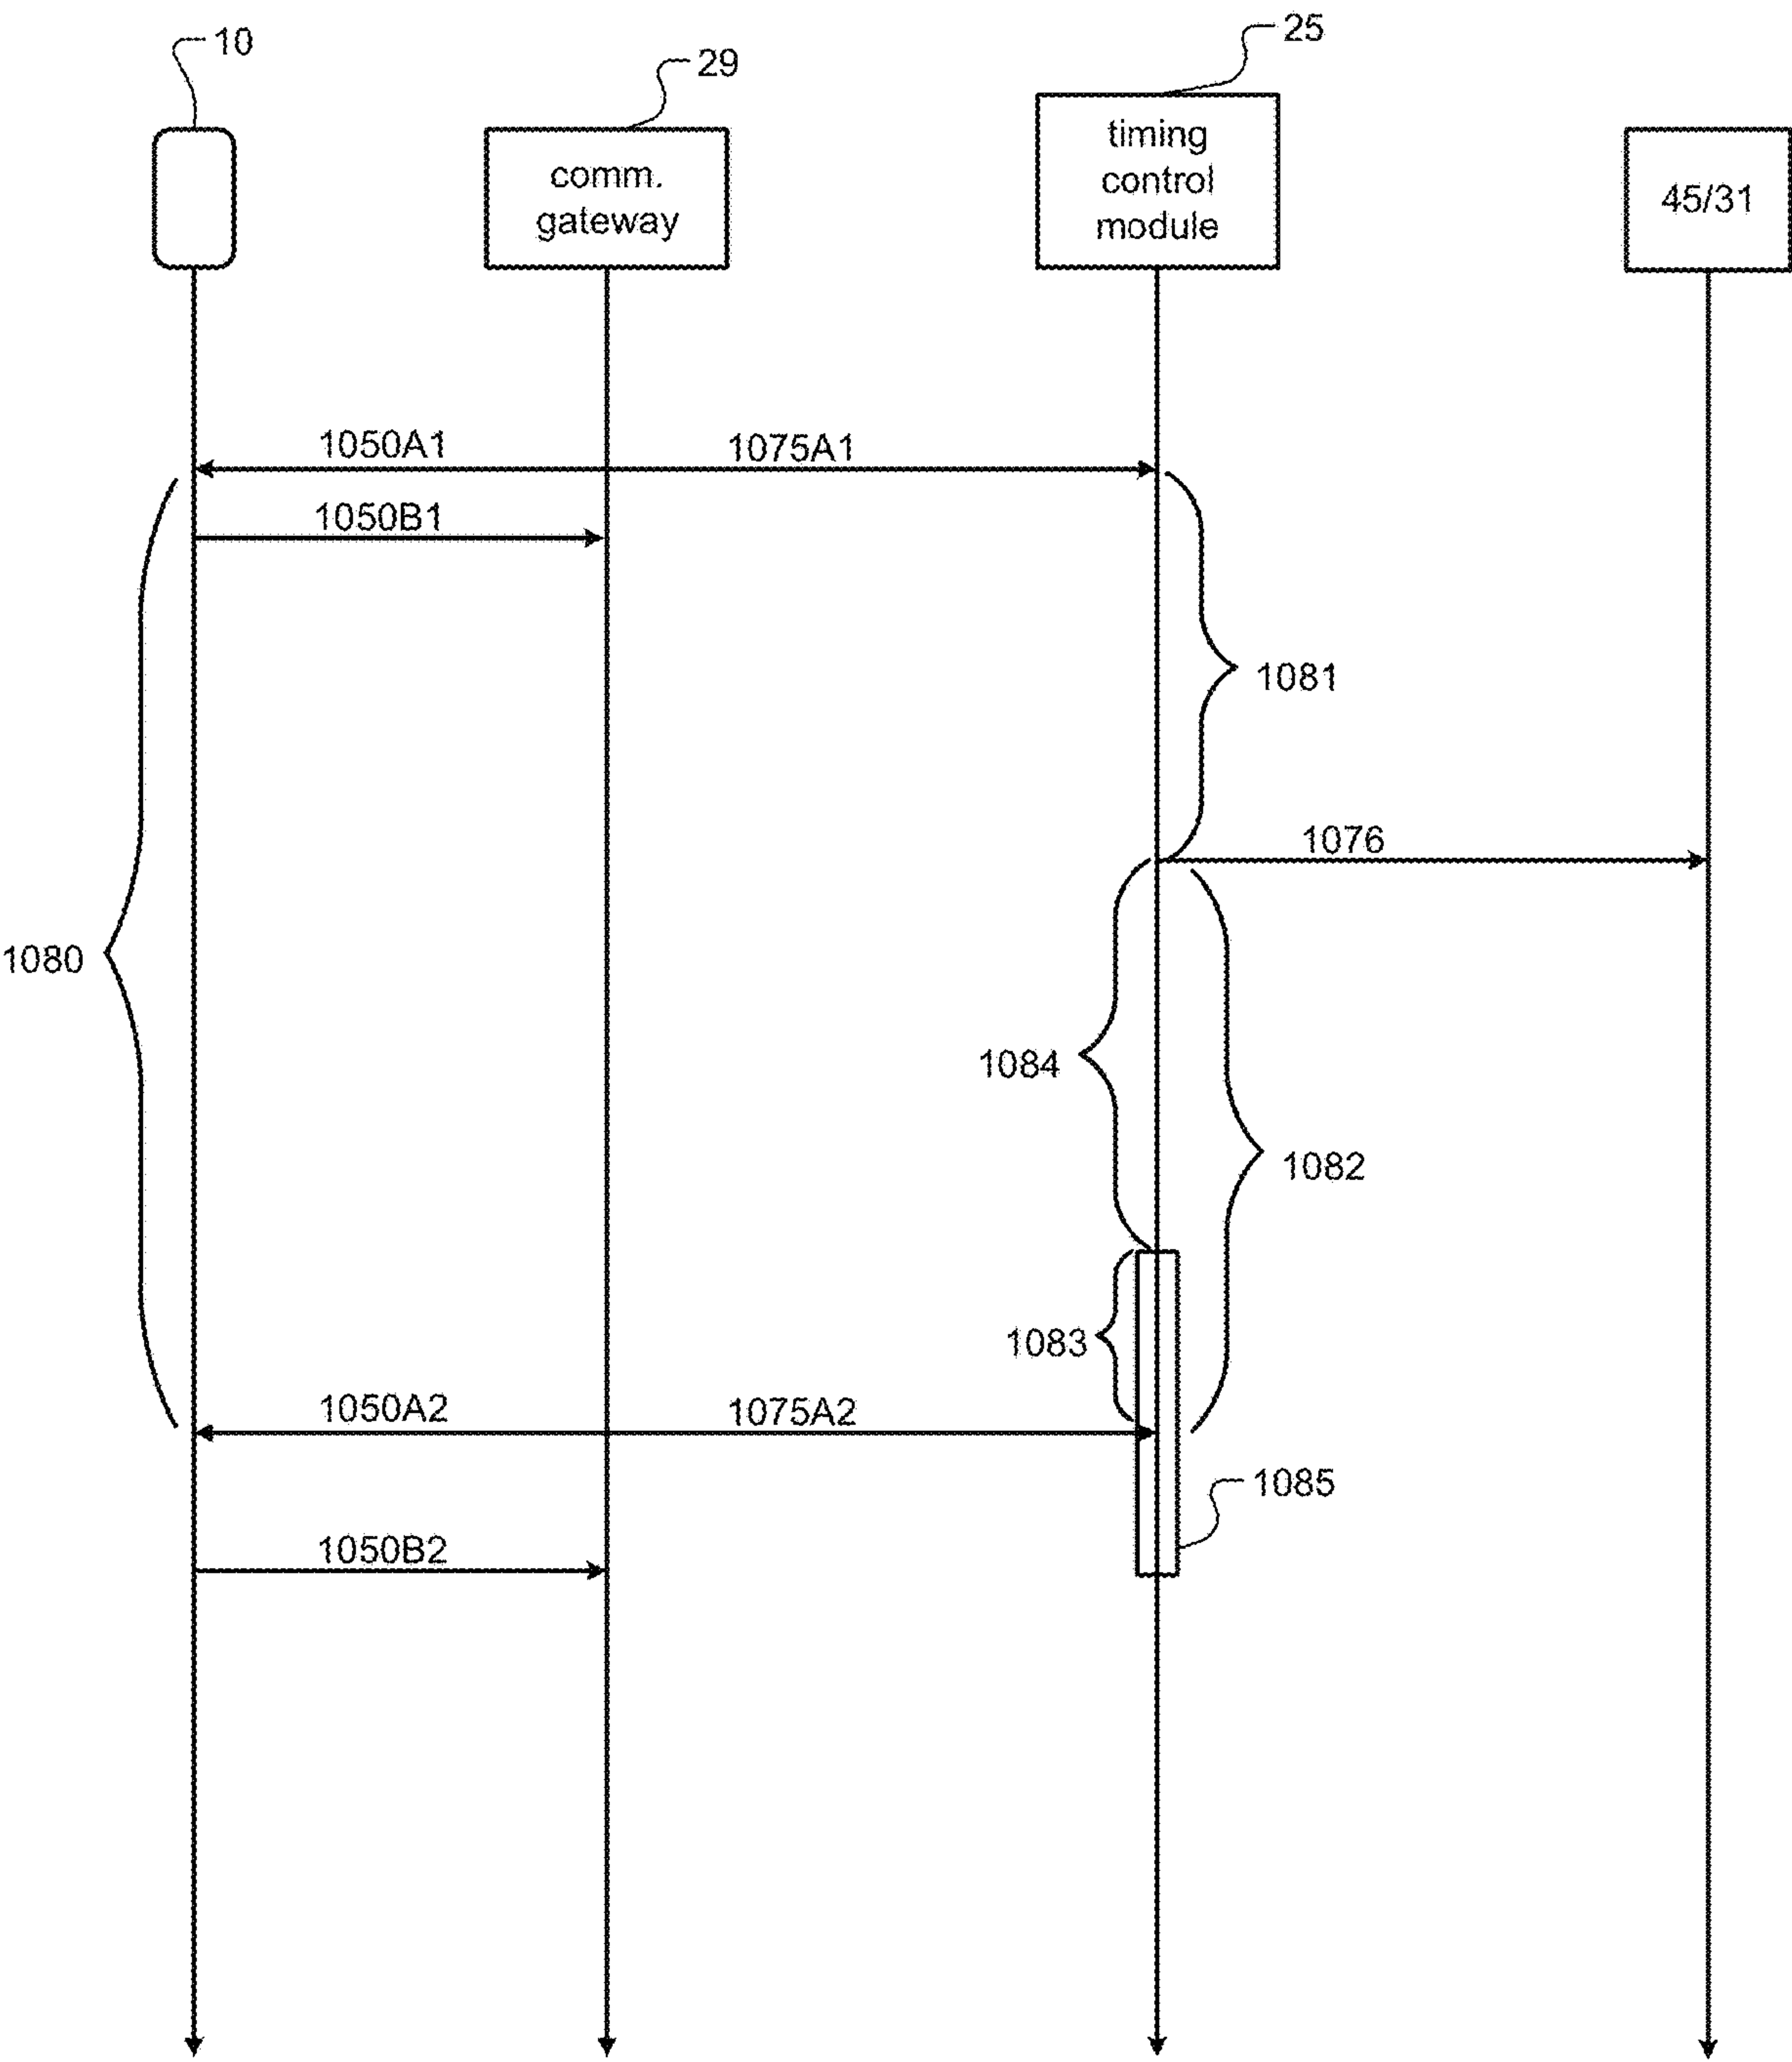 10
29
25
comm.
gateway
timing
control
module
45/31
1050A1
1075A1
1050B1
1081
1076
1080
1084
1082
1083
1050A2
1075A2
1085
1050B2